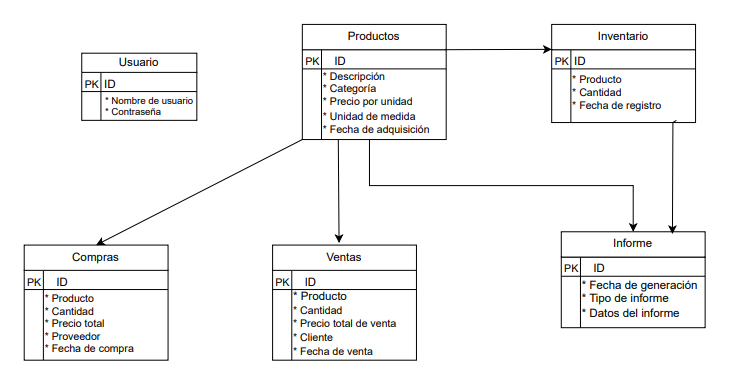 Usuario
PK ID
* Nombre de usuario
* Contraseña
Productos
PK ID
* Descripción
* Categoría
* Precio por unidad
* Unidad de medida
* Fecha de adquisición
Inventario
PK ID
* Producto
* Cantidad
* Fecha de registro
Compras
PK ID
* Producto
* Cantidad
* Precio total
* Proveedor
* Fecha de compra
Ventas
PK ID
* Producto
* Cantidad
* Precio total de venta
* Cliente
* Fecha de venta
Informe
PK ID
* Fecha de generación
* Tipo de informe
* Datos del informe